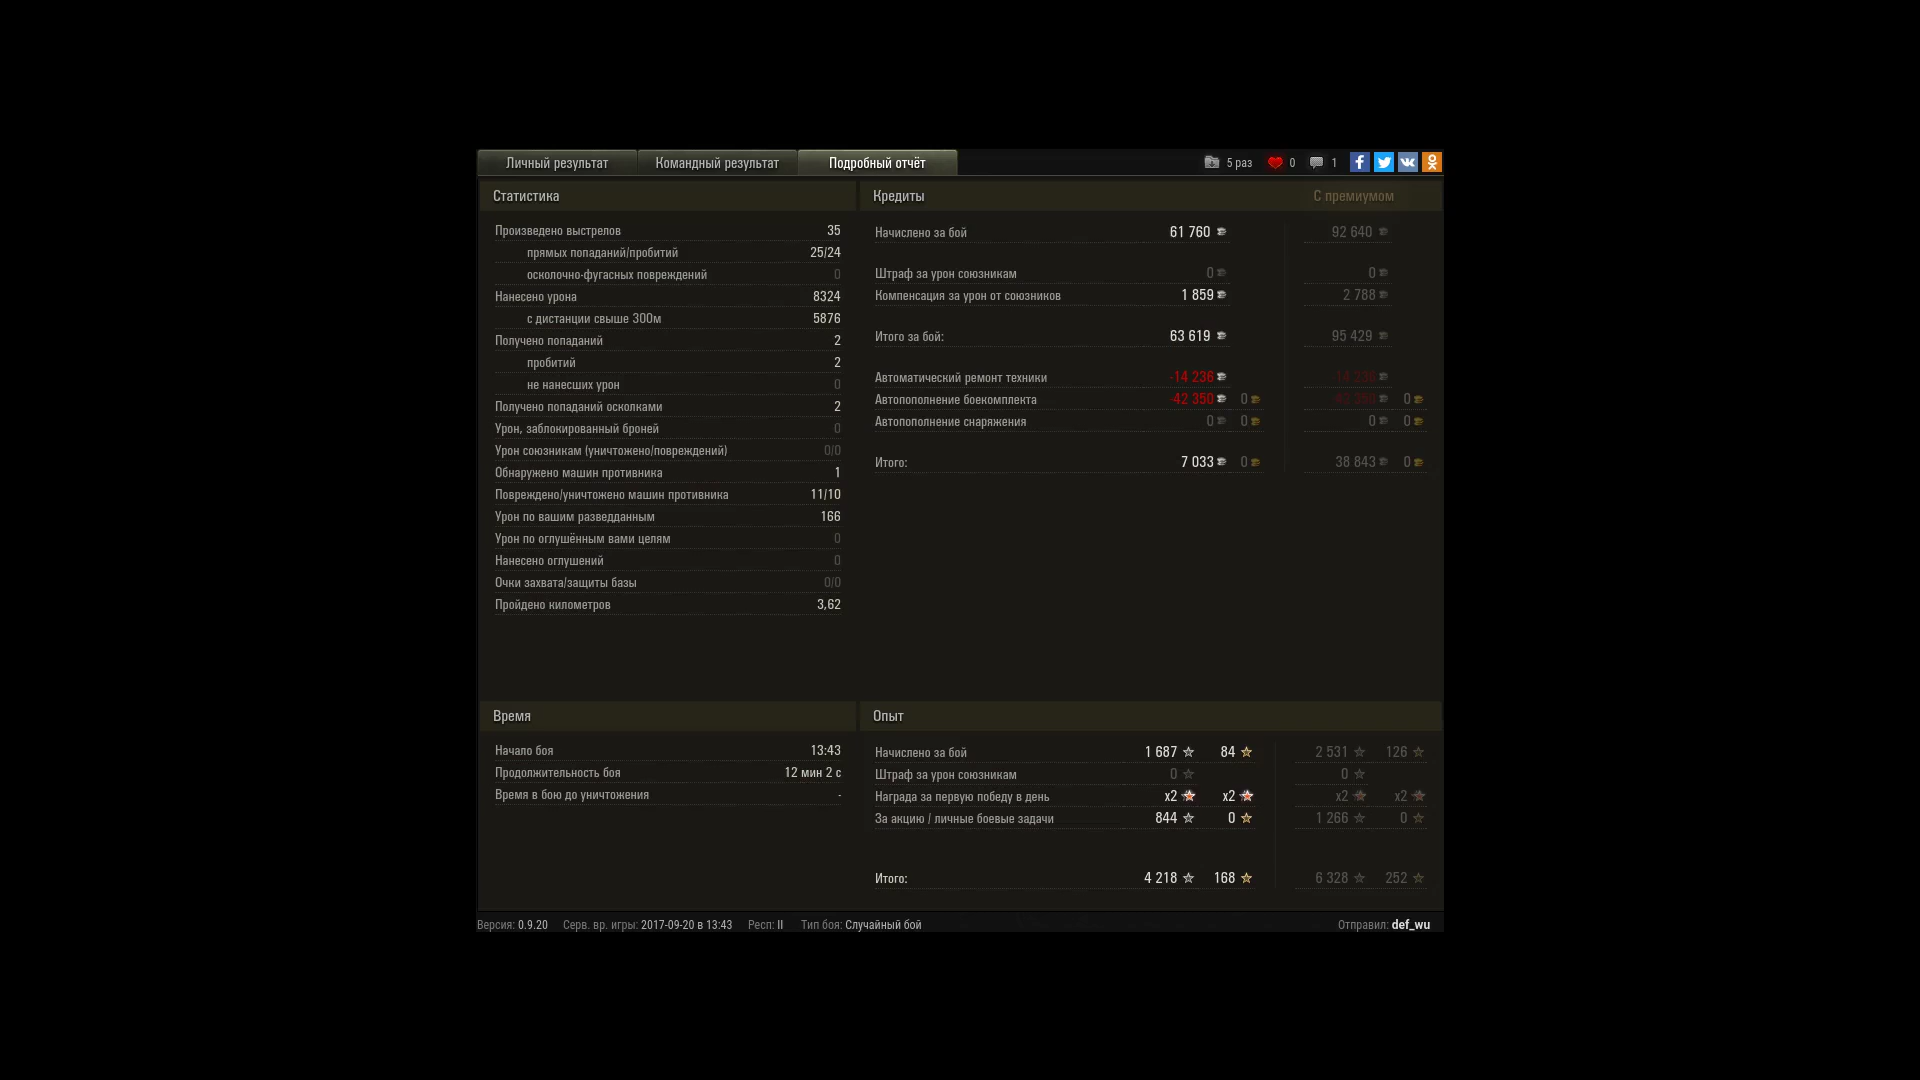 Личный результат Командный результат Подробный отчёт 5 раз 0 1
Статистика
Произведено выстрелов 35
прямых попаданий/пробитий 25/24
осколочно-фугасных повреждений 0
Нанесено урона 8324
с дистанции свыше 300м 5876
Получено попаданий 2
пробитий 2
не нанесших урон 0
Получено попаданий осколками 2
Урон, заблокированный броней 0
Урон союзникам (уничтожено/повреждений) 0/0
Обнаружено машин противника 1
Повреждено/уничтожено машин противника 11/10
Урон по вашим разведданным 166
Урон по оглушённым вами целям 0
Нанесено оглушений 0
Очки захвата/защиты базы 0/0
Пройдено километров 3,62
Кредиты С премиумом
Начислено за бой 61 760 92 640
Штраф за урон союзникам 0 0
Компенсация за урон от союзников 1 859 2 788
Итого за бой: 63 619 95 429
Автоматический ремонт техники -14 236 -14 236
Автопополнение боекомплекта -42 350 0 -42 350 0
Автопополнение снаряжения 0 0 0 0
Итого: 7 033 0 38 843 0
Время
Начало боя 13:43
Продолжительность боя 12 мин 2 с
Время в бою до уничтожения -
Опыт
Начислено за бой 1 687 84 2 531 126
Штраф за урон союзникам 0 0
Награда за первую победу в день x2 x2 x2 x2
За акцию / личные боевые задачи 844 0 1 266 0
Итого: 4 218 168 6 328 252
Версия: 0.9.20 Серв. вр. игры: 2017-09-20 в 13:43 Респ: II Тип боя: Случайный бой Отправил: def_wu